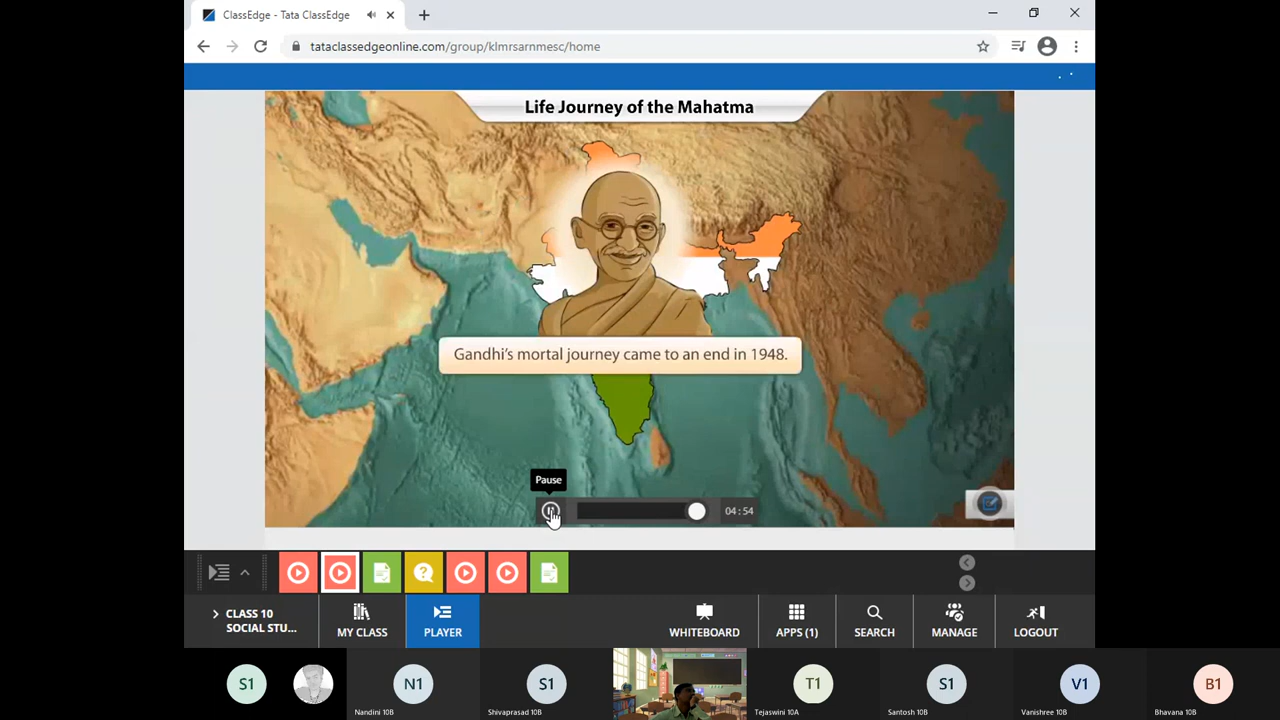 ClassEdge - Tata ClassEdge
tataclassedgeonline.com/group/klmrsarnmesc/home
Life Journey of the Mahatma
Gandhi's mortal journey came to an end in 1948.
Pause
04:54
CLASS 10
SOCIAL STU...
MY CLASS
PLAYER
WHITEBOARD
APPS (1)
SEARCH
MANAGE
LOGOUT
S1
N1
S1
T1
S1
V1
B1
Nandini 10B
Shivaprasad 10B
Tejaswini 10A
Santosh 10B
Vanishree 10B
Bhavana 10B